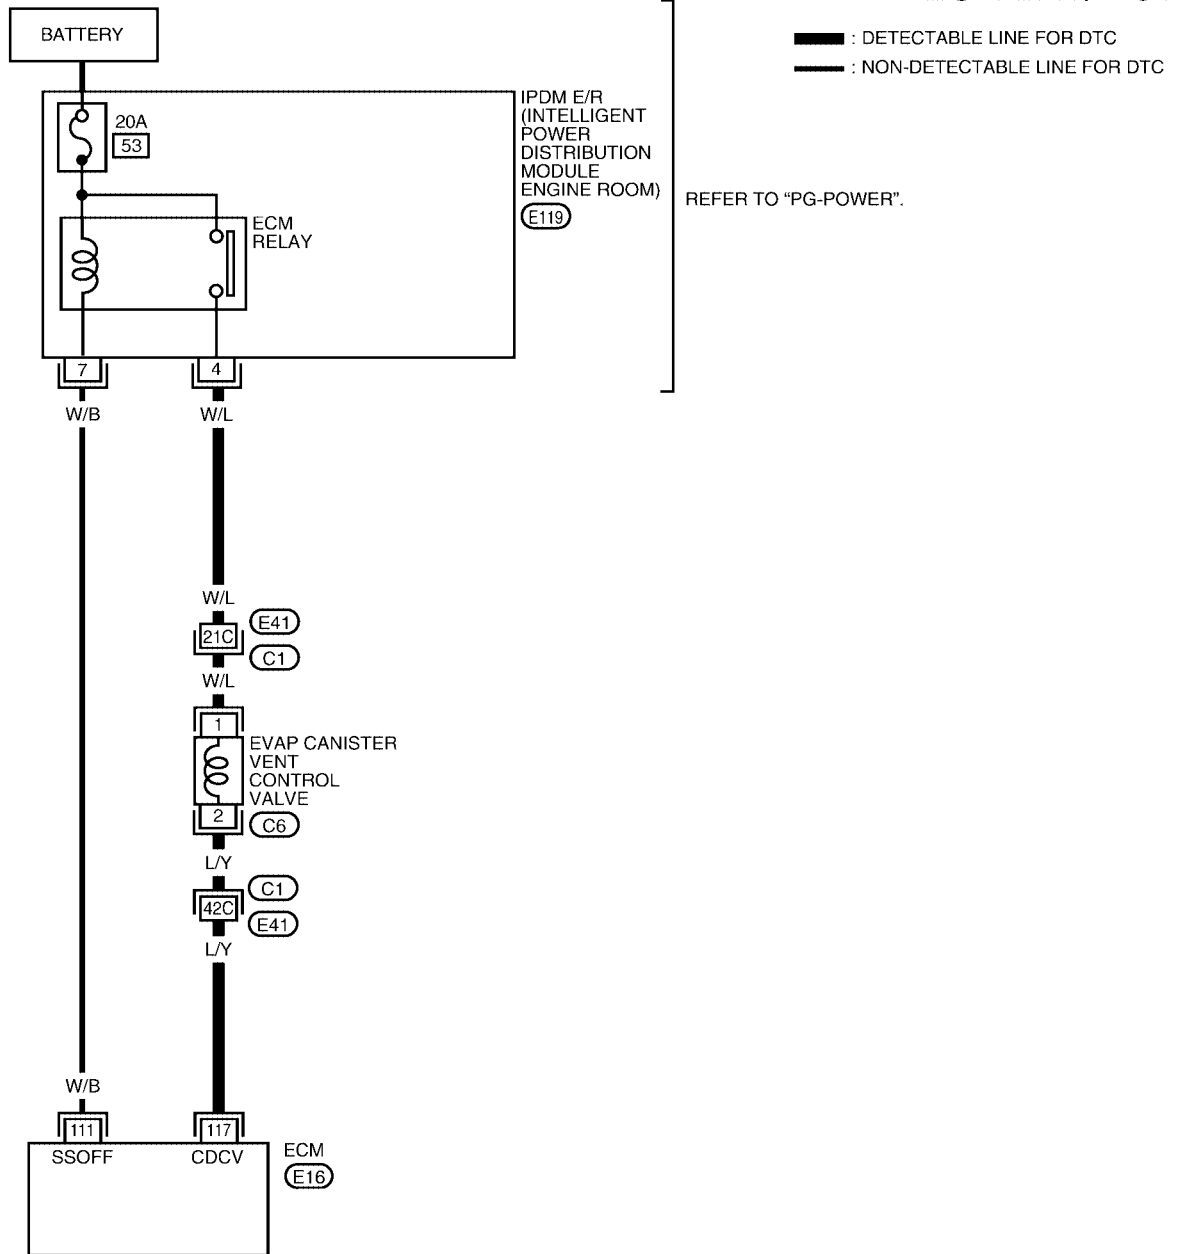 BATTERY
: DETECTABLE LINE FOR DTC
: NON-DETECTABLE LINE FOR DTC
20A
53
IPDM E/R
(INTELLIGENT
POWER
DISTRIBUTION
MODULE
ENGINE ROOM)
E119
REFER TO “PG-POWER”.
ECM
RELAY
7
4
W/B
W/L
W/L
E41
21C
C1
W/L
1
EVAP CANISTER
VENT
CONTROL
VALVE
2
C6
L/Y
C1
42C
E41
L/Y
W/B
111
117
SSOFF
CDCV
ECM
E16